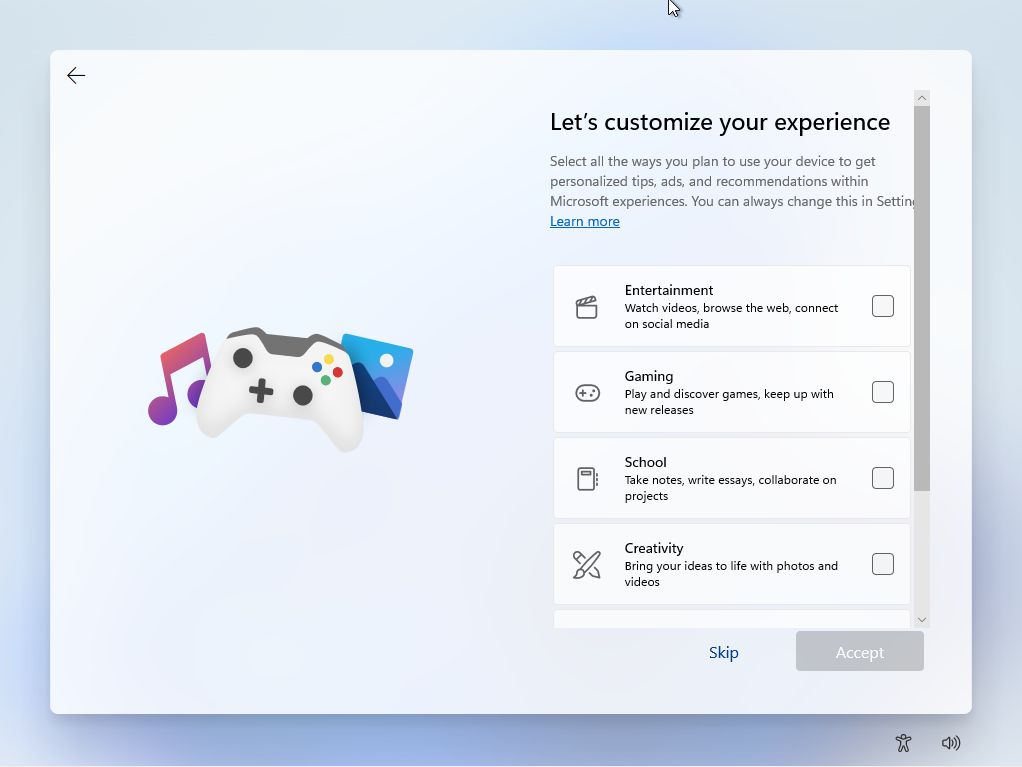 Let's customize your experience
Select all the ways you plan to use your device to get
personalized tips, ads, and recommendations within
Microsoft experiences. You can always change this in
Learn more
Entertainment
Watch videos, browse the web, connect
on social media
Gaming
Play and discover games, keep up with
new releases
School
Take notes, write essays, collaborate on
projects
Creativity
Bring your ideas to life with photos and
videos
Skip
Accept